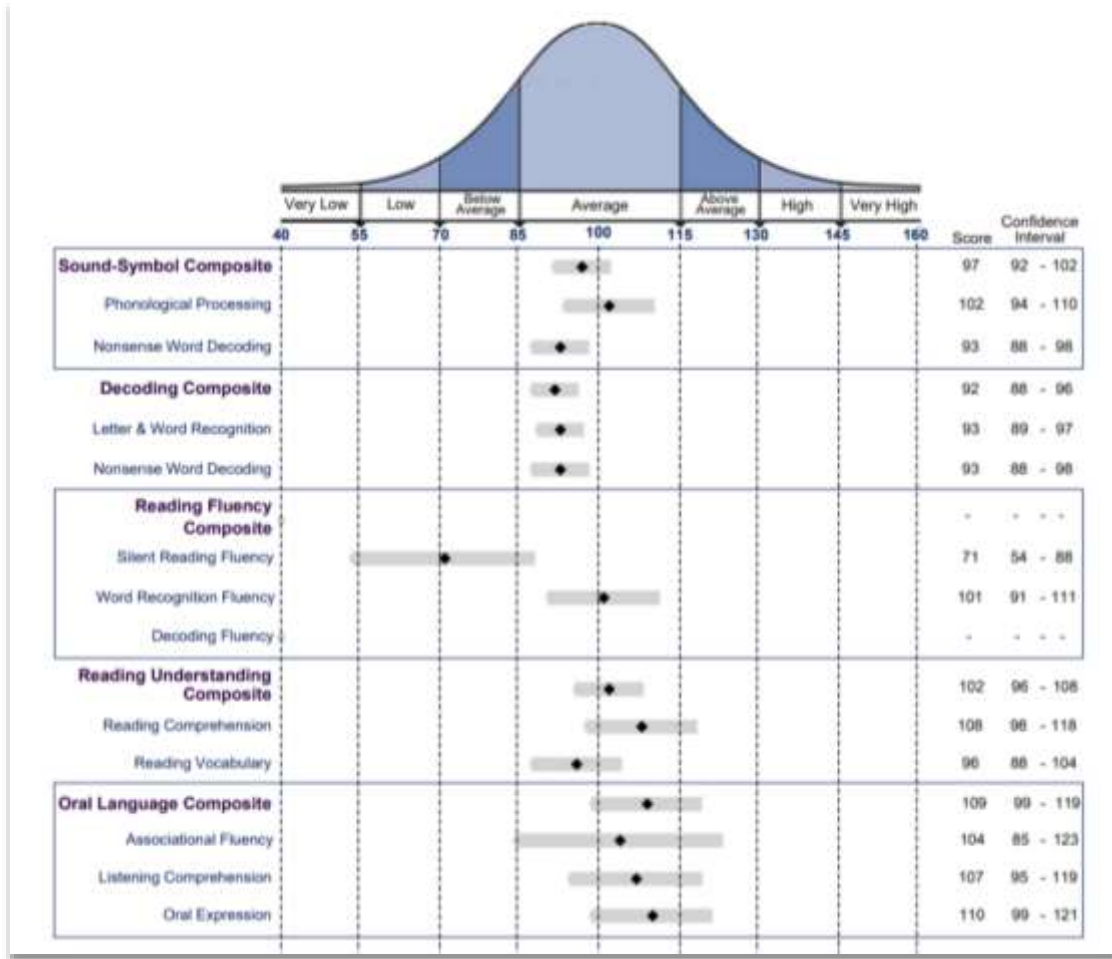 Very Low Low Below Average Average Above Average High Very High
40 55 70 85 100 115 130 145 160 Score Confidence Interval
Sound-Symbol Composite 97 92 - 102
Phonological Processing 102 94 - 110
Nonsense Word Decoding 93 88 - 98
Decoding Composite 92 88 - 96
Letter & Word Recognition 93 89 - 97
Nonsense Word Decoding 93 88 - 98
Reading Fluency
Composite - - - -
Silent Reading Fluency 71 54 - 88
Word Recognition Fluency 101 91 - 111
Decoding Fluency - - - -
Reading Understanding
Composite 102 96 - 108
Reading Comprehension 108 98 - 118
Reading Vocabulary 96 88 - 104
Oral Language Composite 109 99 - 119
Associational Fluency 104 85 - 123
Listening Comprehension 107 95 - 119
Oral Expression 110 99 - 121